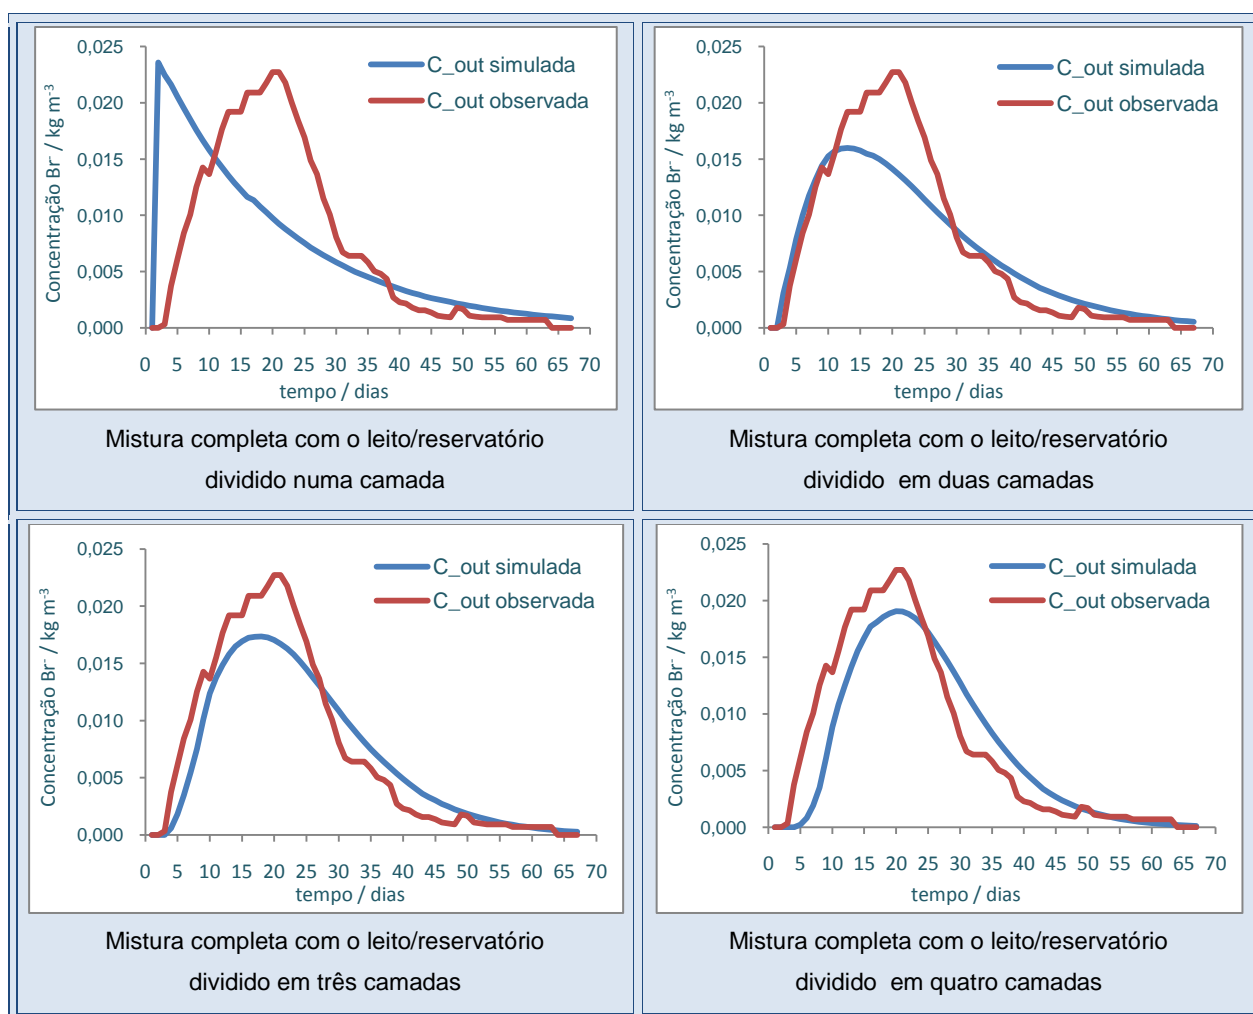 0,025
0,020
0,015
0,010
0,005
0,000
Concentração Br⁻ / kg m⁻³
C_out simulada
C_out observada
0 5 10 15 20 25 30 35 40 45 50 55 60 65 70
tempo / dias
Mistura completa com o leito/reservatório
dividido numa camada
0,025
0,020
0,015
0,010
0,005
0,000
Concentração Br⁻ / kg m⁻³
C_out simulada
C_out observada
0 5 10 15 20 25 30 35 40 45 50 55 60 65 70
tempo / dias
Mistura completa com o leito/reservatório
dividido em duas camadas
0,025
0,020
0,015
0,010
0,005
0,000
Concentração Br⁻ / kg m⁻³
C_out simulada
C_out observada
0 5 10 15 20 25 30 35 40 45 50 55 60 65 70
tempo / dias
Mistura completa com o leito/reservatório
dividido em três camadas
0,025
0,020
0,015
0,010
0,005
0,000
Concentração Br⁻ / kg m⁻³
C_out simulada
C_out observada
0 5 10 15 20 25 30 35 40 45 50 55 60 65 70
tempo / dias
Mistura completa com o leito/reservatório
dividido em quatro camadas